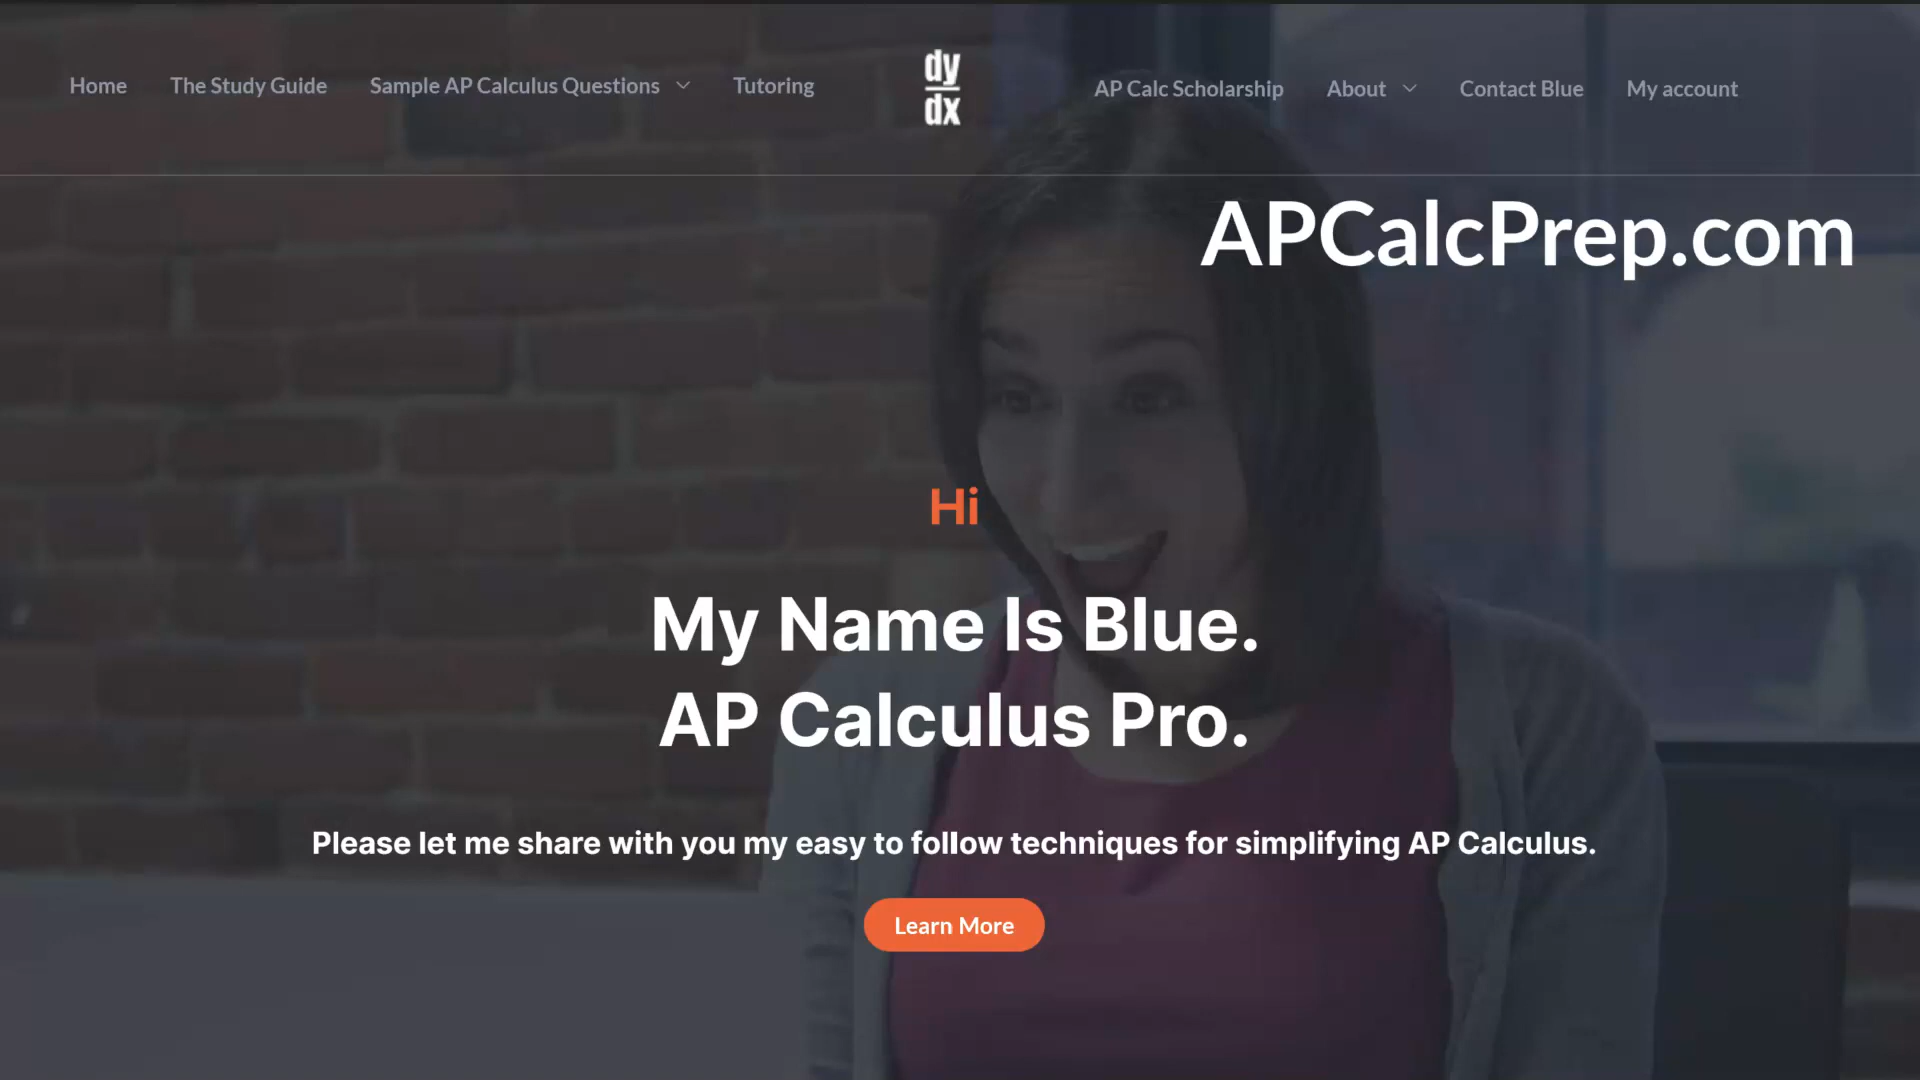 Home
The Study Guide
Sample AP Calculus Questions
Tutoring
dy
dx
AP Calc Scholarship
About
Contact Blue
My account
APCalcPrep.com
Hi
My Name Is Blue.
AP Calculus Pro.
Please let me share with you my easy to follow techniques for simplifying AP Calculus.
Learn More